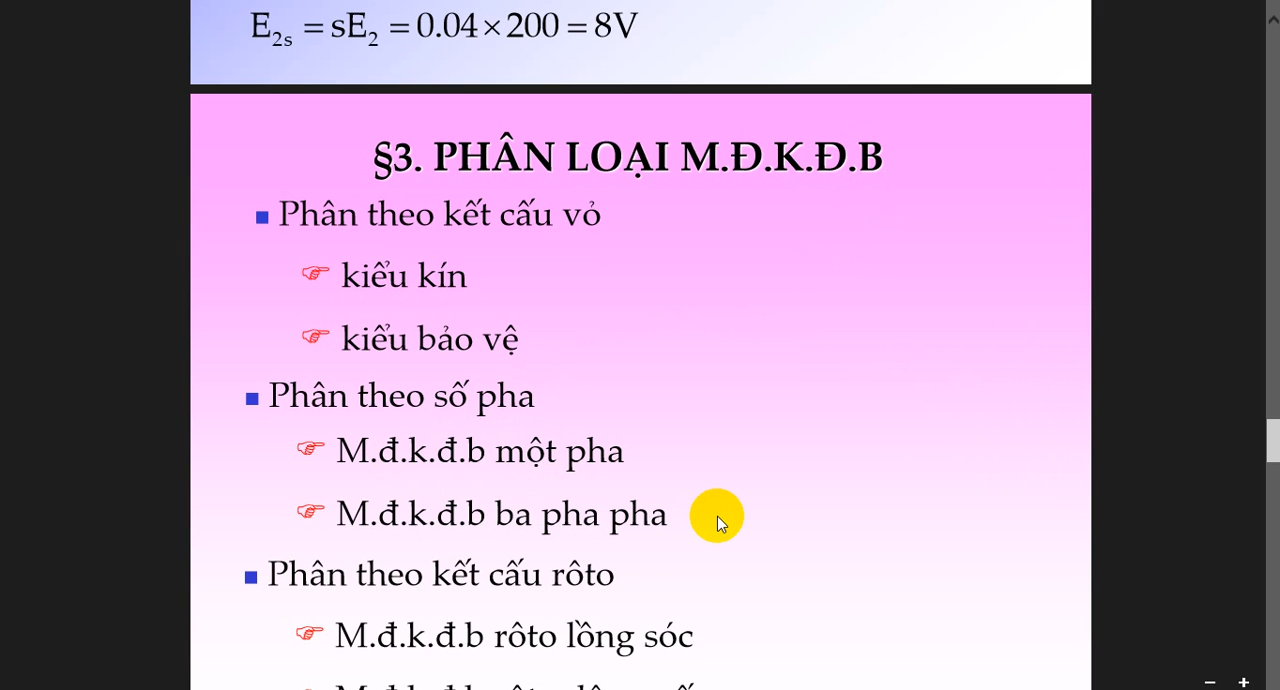 E2s = sE2 = 0.04×200 = 8V
§3. PHÂN LOẠI M.Đ.K.Đ.B
Phân theo kết cấu vỏ
kiểu kín
kiểu bảo vệ
Phân theo số pha
M.đ.k.đ.b một pha
M.đ.k.đ.b ba pha pha
Phân theo kết cấu rôto
M.đ.k.đ.b rôto lồng sóc